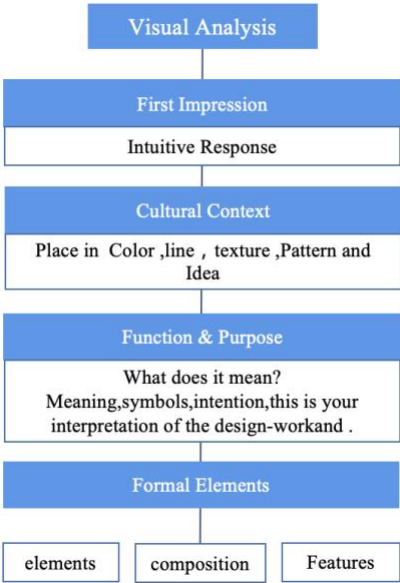 Visual Analysis
First Impression
Intuitive Response
Cultural Context
Place in Color ,line , texture ,Pattern and
Idea
Function & Purpose
What does it mean?
Meaning,symbols,intention,this is your
interpretation of the design-workand .
Formal Elements
elements
composition
Features